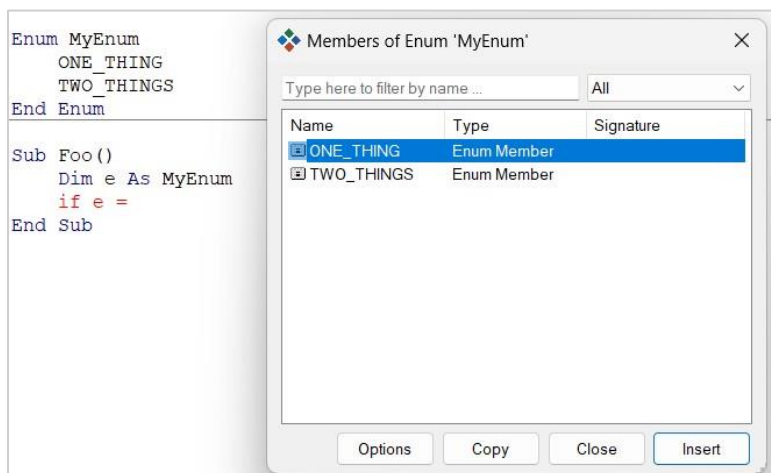 Enum MyEnum
ONE_THING
TWO_THINGS
End Enum
Sub Foo()
Dim e As MyEnum
if e =
End Sub
Members of Enum 'MyEnum'
Type here to filter by name ...
All
Name Type Signature
ONE_THING Enum Member
TWO_THINGS Enum Member
Options Copy Close Insert